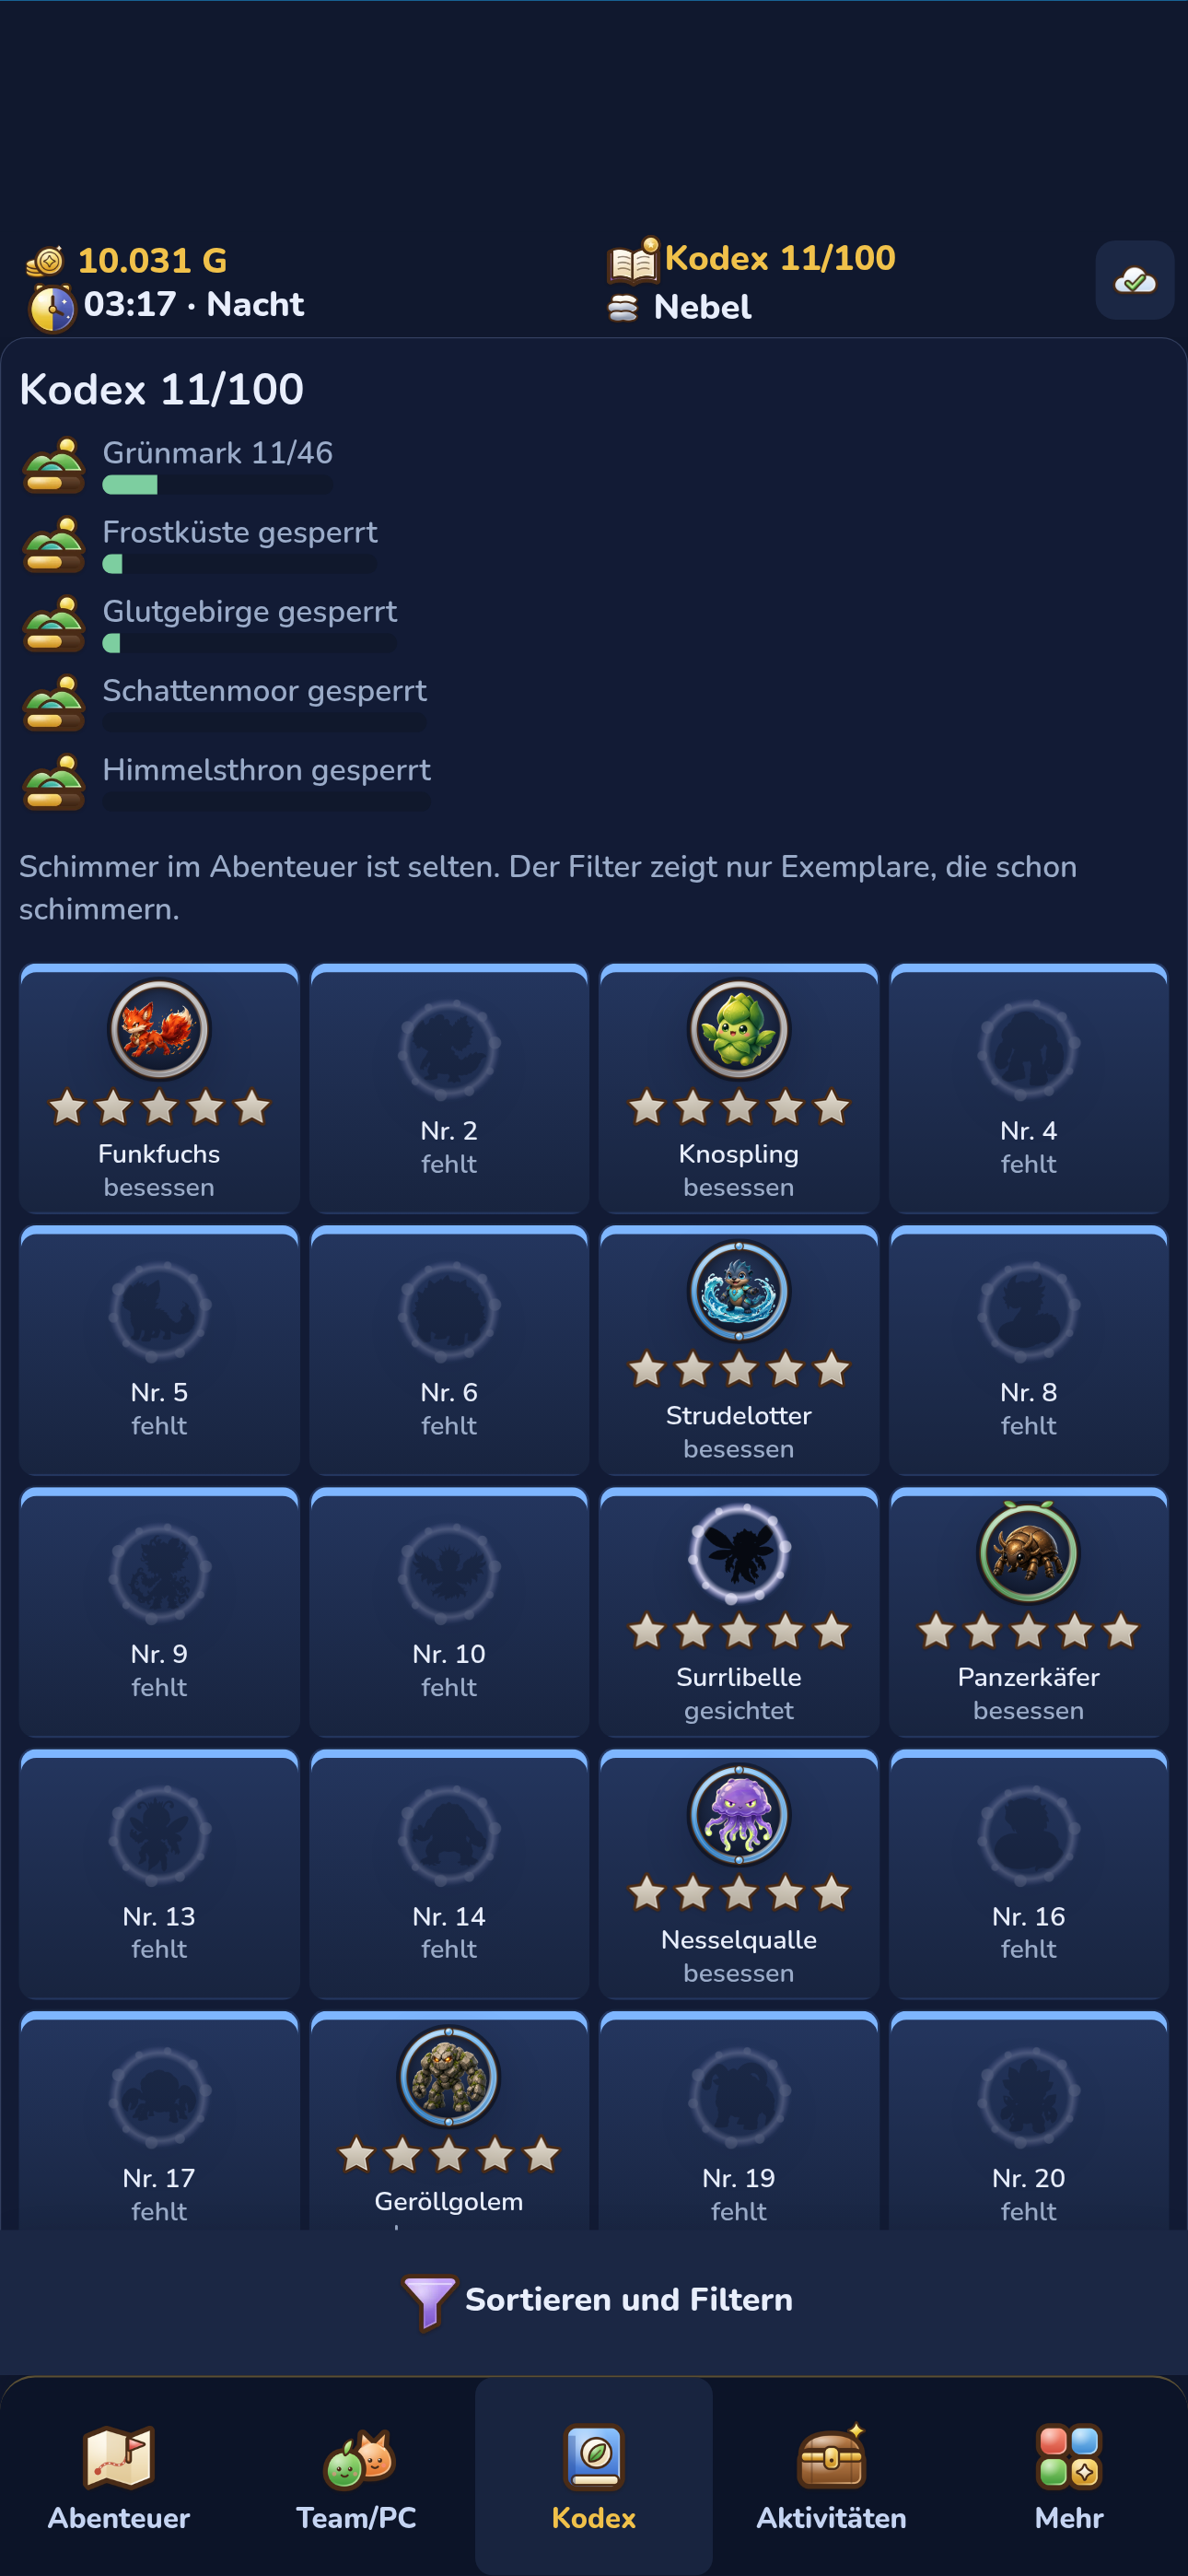 10.031 G
03:17 · Nacht
Kodex 11/100
Nebel
Kodex 11/100
Grünmark 11/46
Frostküste gesperrt
Glutgebirge gesperrt
Schattenmoor gesperrt
Himmelsthron gesperrt
Schimmer im Abenteuer ist selten. Der Filter zeigt nur Exemplare, die schon
schimmern.
Funkfuchs
besessen
Nr. 2
fehlt
Knospling
besessen
Nr. 4
fehlt
Nr. 5
fehlt
Nr. 6
fehlt
Strudelotter
besessen
Nr. 8
fehlt
Nr. 9
fehlt
Nr. 10
fehlt
Surrlibelle
gesichtet
Panzerkäfer
besessen
Nr. 13
fehlt
Nr. 14
fehlt
Nesselqualle
besessen
Nr. 16
fehlt
Nr. 17
fehlt
Geröllgolem
Nr. 19
fehlt
Nr. 20
fehlt
Sortieren und Filtern
Abenteuer
Team/PC
Kodex
Aktivitäten
Mehr